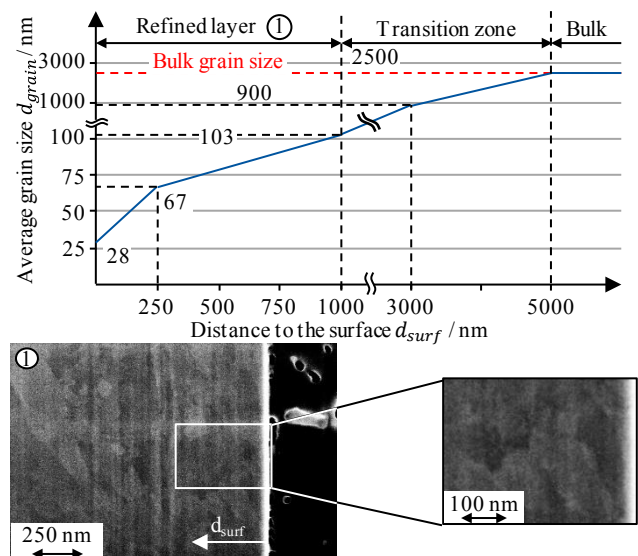 Refined layer ① Transition zone Bulk
Average grain size d_grain / nm
3000
Bulk grain size 2500
1000
900
100
103
75
67
50
25
28
250 500 750 1000 3000 5000
Distance to the surface d_surf / nm
①
d_surf
250 nm
100 nm